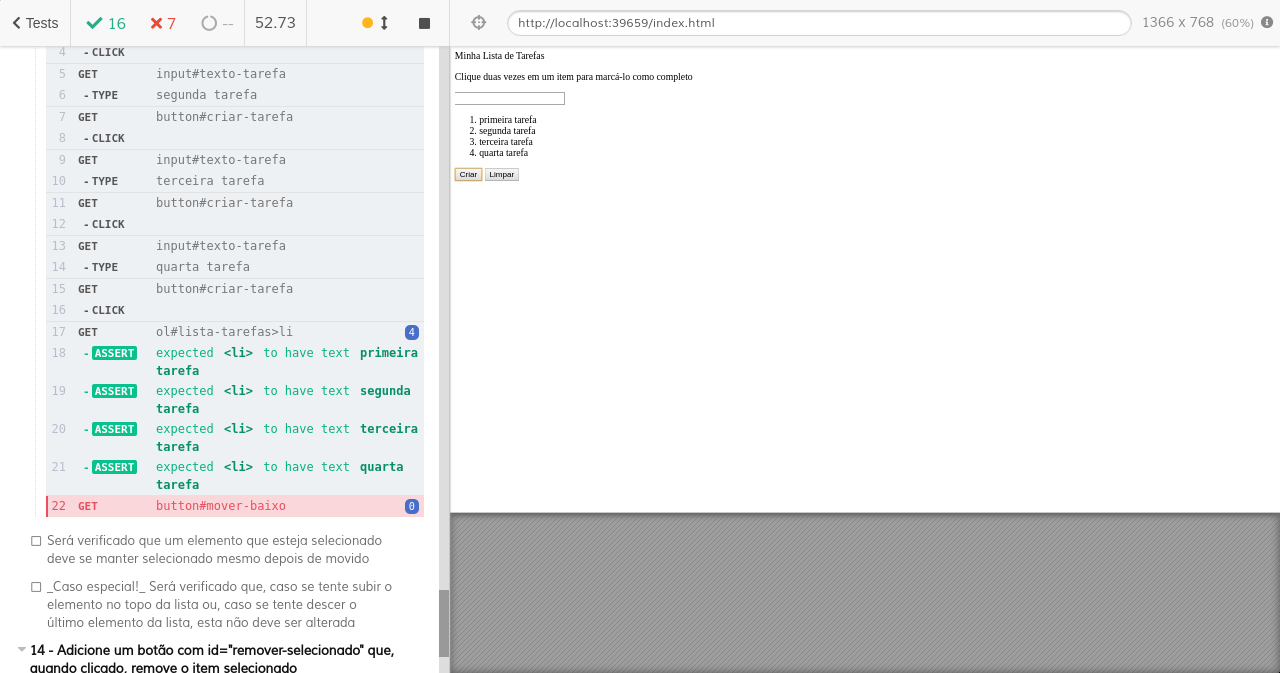 Tests 16 7 -- 52.73
http://localhost:39659/index.html 1366 x 768 (60%)
4 - CLICK
5 GET input#texto-tarefa
6 - TYPE segunda tarefa
7 GET button#criar-tarefa
8 - CLICK
9 GET input#texto-tarefa
10 - TYPE terceira tarefa
11 GET button#criar-tarefa
12 - CLICK
13 GET input#texto-tarefa
14 - TYPE quarta tarefa
15 GET button#criar-tarefa
16 - CLICK
17 GET ol#lista-tarefas>li 4
18 - ASSERT expected <li> to have text primeira
tarefa
19 - ASSERT expected <li> to have text segunda
tarefa
20 - ASSERT expected <li> to have text terceira
tarefa
21 - ASSERT expected <li> to have text quarta
tarefa
22 GET button#mover-baixo 0
Será verificado que um elemento que esteja selecionado
deve se manter selecionado mesmo depois de movido
_Caso especial!_ Será verificado que, caso se tente subir o
elemento no topo da lista ou, caso se tente descer o
último elemento da lista, esta não deve ser alterada
14 - Adicione um botão com id="remover-selecionado" que,
quando clicado, remove o item selecionado
Minha Lista de Tarefas
Clique duas vezes em um item para marcá-lo como completo
1. primeira tarefa
2. segunda tarefa
3. terceira tarefa
4. quarta tarefa
Criar Limpar